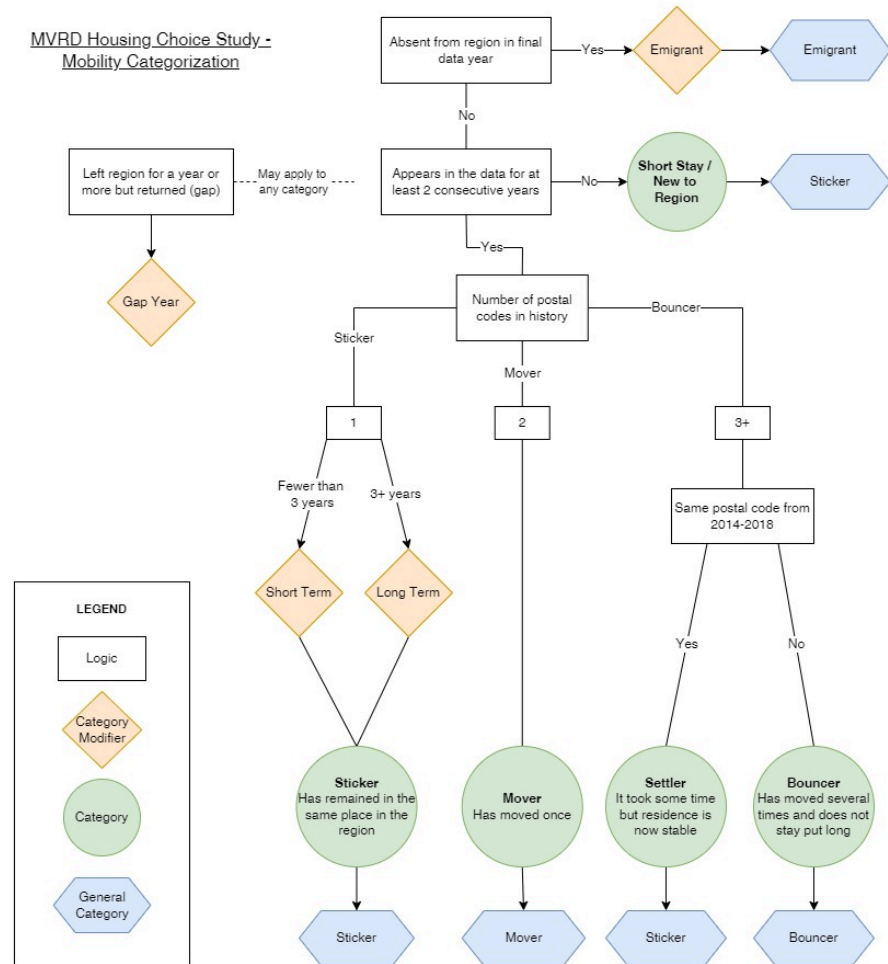 MVRD Housing Choice Study -
Mobility Categorization
Absent from region in final
data year
Yes
Emigrant
Emigrant
No
Left region for a year or
more but returned (gap)
May apply to
any category
Appears in the data for at
least 2 consecutive years
No
Short Stay /
New to
Region
Sticker
Yes
Gap Year
Number of postal
codes in history
Sticker
Mover
Bouncer
1
2
3+
Fewer than
3 years
3+ years
Same postal code from
2014-2018
Short Term
Long Term
Yes
No
LEGEND
Logic
Category
Modifier
Category
General
Category
Sticker
Has remained in the
same place in the
region
Mover
Has moved once
Settler
It took some time
but residence is
now stable
Bouncer
Has moved several
times and does not
stay put long
Sticker
Mover
Sticker
Bouncer